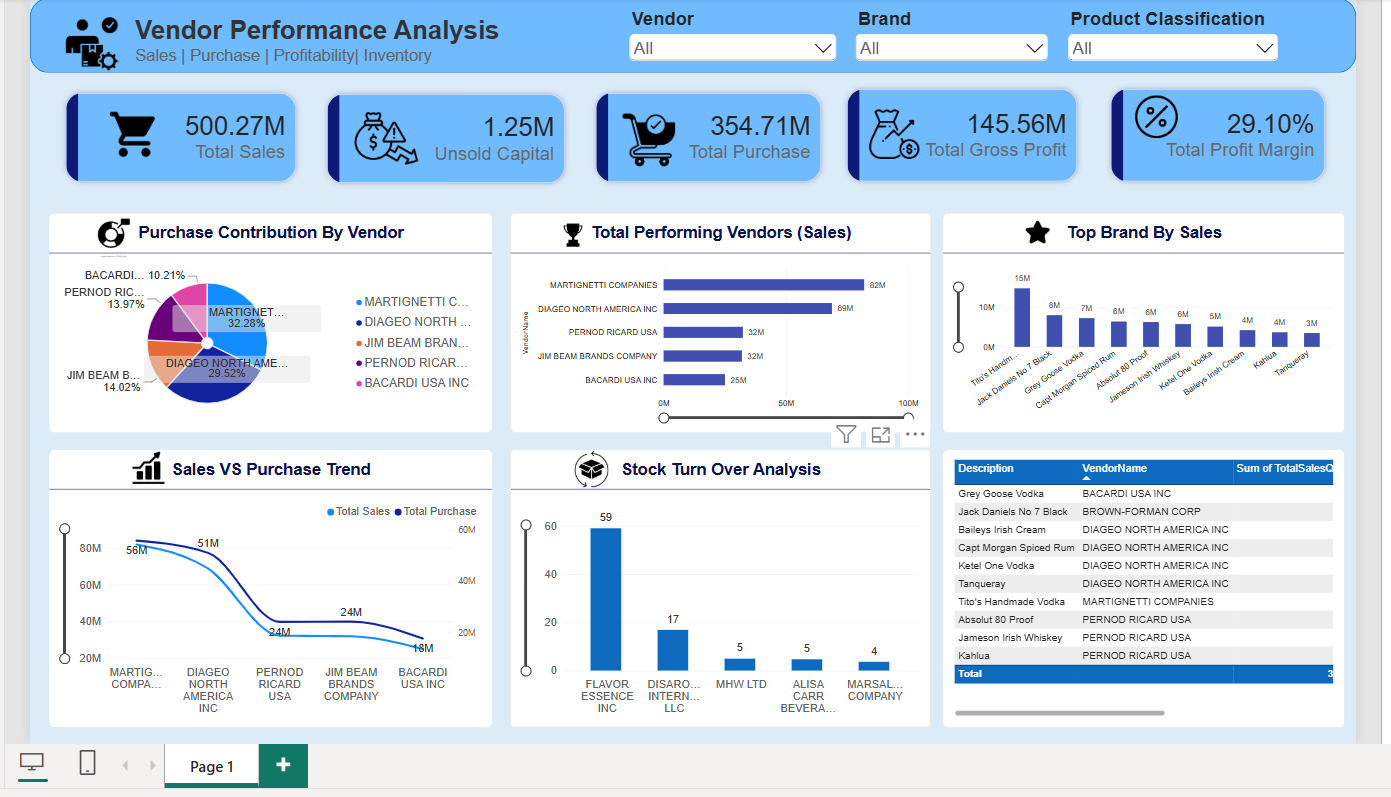 Vendor Performance Analysis
Sales | Purchase | Profitability| Inventory
Vendor
All
Brand
All
Product Classification
All
500.27M
Total Sales
1.25M
Unsold Capital
354.71M
Total Purchase
145.56M
Total Gross Profit
29.10%
Total Profit Margin
Purchase Contribution By Vendor
BACARDI... 10.21%
PERNOD RIC...
13.97%
MARTIGNET...
32.28%
DIAGEO NORTH AME...
29.52%
JIM BEAM B...
14.02%
MARTIGNETTI C...
DIAGEO NORTH ...
JIM BEAM BRAN...
PERNOD RICAR...
BACARDI USA INC
Total Performing Vendors (Sales)
VendorName
MARTIGNETTI COMPANIES 82M
DIAGEO NORTH AMERICA INC 69M
PERNOD RICARD USA 32M
JIM BEAM BRANDS COMPANY 32M
BACARDI USA INC 25M
0M 50M 100M
Top Brand By Sales
10M
0M
15M 8M 7M 6M 6M 6M 5M 4M 4M 3M
Tito's Handm...
Jack Daniels No 7 Black
Grey Goose Vodka
Capt Morgan Spiced Rum
Absolut 80 Proof
Jameson Irish Whiskey
Ketel One Vodka
Baileys Irish Cream
Kahlua
Tanqueray
Sales VS Purchase Trend
Total Sales Total Purchase
80M
60M
40M
20M
60M
40M
20M
56M
51M
24M
24M
18M
MARTIG...
COMPA...
DIAGEO
NORTH
AMERICA
INC
PERNOD
RICARD
USA
JIM BEAM
BRANDS
COMPANY
BACARDI
USA INC
Stock Turn Over Analysis
60
40
20
0
59
17
5
5
4
FLAVOR
ESSENCE
INC
DISARO...
INTERN...
LLC
MHW LTD
ALISA
CARR
BEVERA...
MARSAL...
COMPANY
Description VendorName Sum of TotalSalesQ
Grey Goose Vodka BACARDI USA INC
Jack Daniels No 7 Black BROWN-FORMAN CORP
Baileys Irish Cream DIAGEO NORTH AMERICA INC
Capt Morgan Spiced Rum DIAGEO NORTH AMERICA INC
Ketel One Vodka DIAGEO NORTH AMERICA INC
Tanqueray DIAGEO NORTH AMERICA INC
Tito's Handmade Vodka MARTIGNETTI COMPANIES
Absolut 80 Proof PERNOD RICARD USA
Jameson Irish Whiskey PERNOD RICARD USA
Kahlua PERNOD RICARD USA
Total 3
Page 1